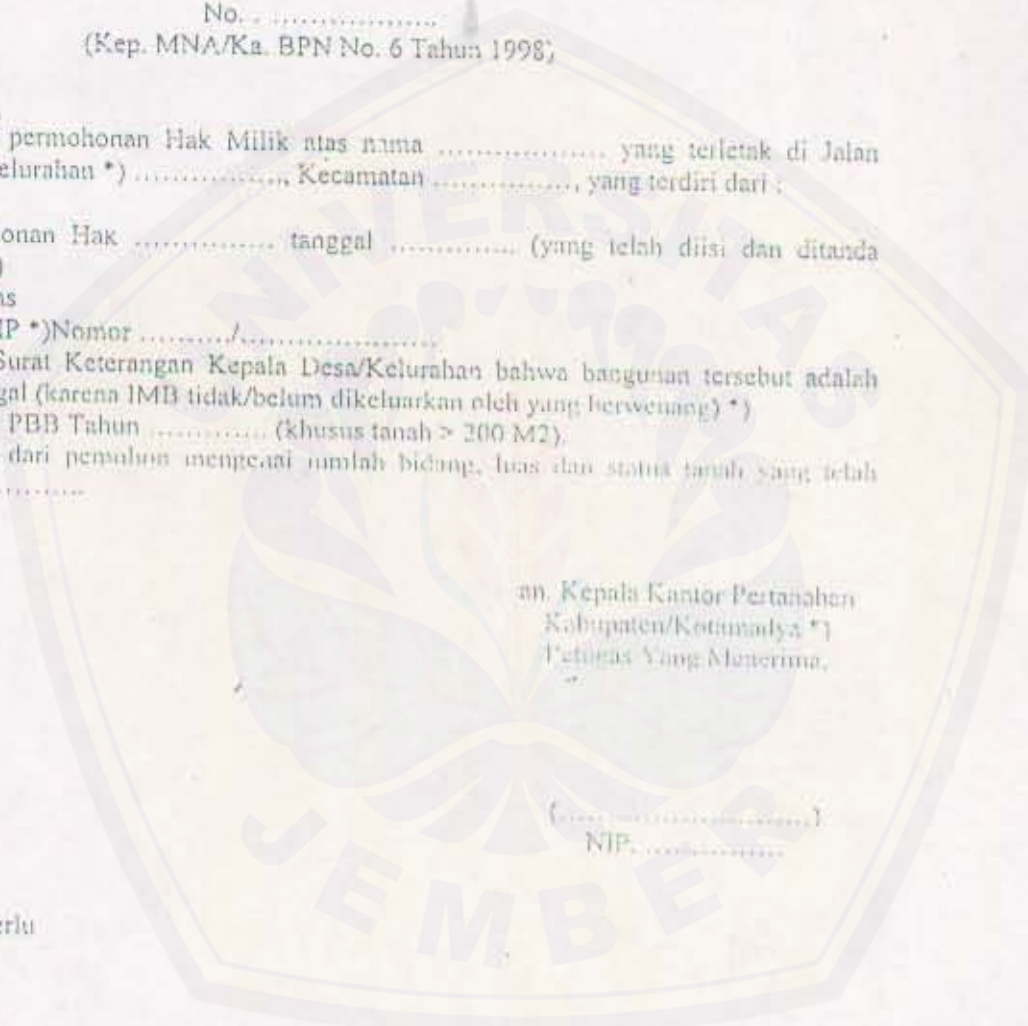 No. . ...................
(Kep. MNA/Ka. BPN No. 6 Tahun 1998)
permohonan Hak Milik atas nama .................. yang terletak di Jalan
elurahan *) ................, Kecamatan ..............., yang terdiri dari :
onan Hak ............... tanggal .............. (yang telah diisi dan ditanda
)
as
IP *)Nomor ........../.....................
Surat Keterangan Kepala Desa/Kelurahan bahwa bangunan tersebut adalah
gal (karena IMB tidak/belum dikeluarkan oleh yang berwenang) *)
PBB Tahun ............. (khusus tanah > 200 M2)
dari pemohon mengenai jumlah bidang, luas dan status tanah yang telah
............
an. Kepala Kantor Pertanahan
Kabupaten/Kotamadya *)
Petugas Yang Menerima,
(............................)
NIP. ...............
erlu
UNIVERSITAS
JEMBER